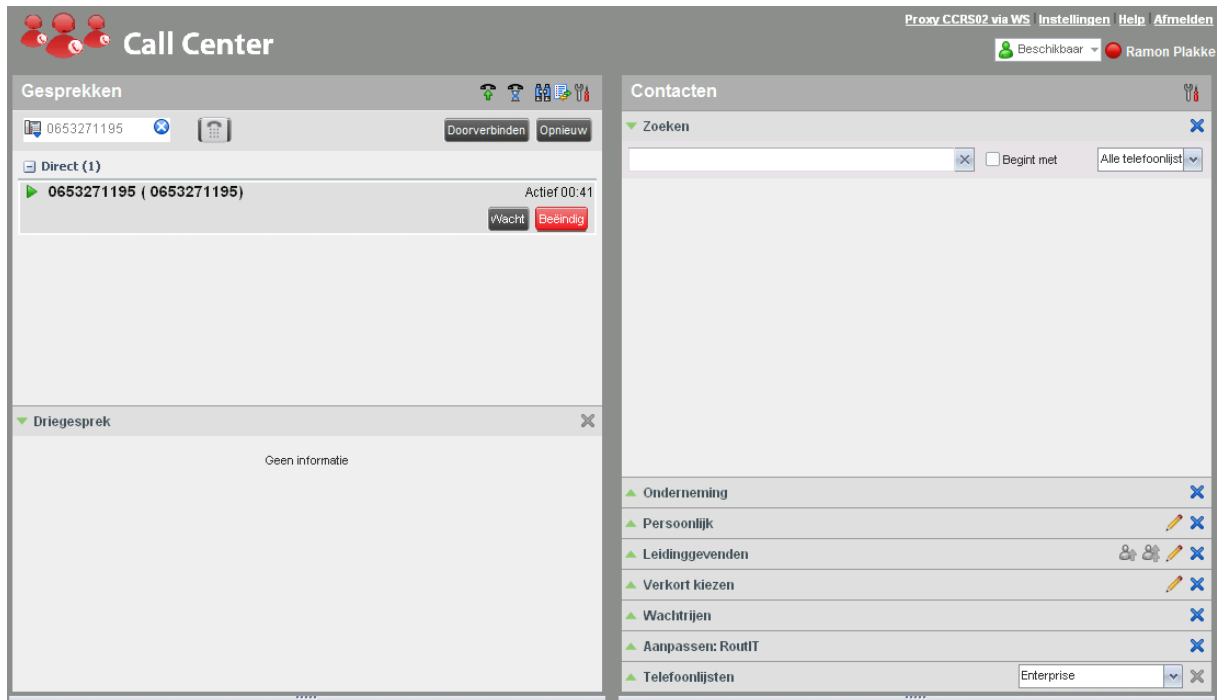 Call Center
Proxy CCRS02 via WS | Instellingen | Help | Afmelden
Beschikbaar Ramon Plakke
Gesprekken
0653271195 Doorverbinden Opnieuw
Direct (1)
0653271195 ( 0653271195) Actief 00:41
Wacht Beëindig
Driegesprek
Geen informatie
Contacten
Zoeken
Begint met Alle telefoonlijst
Onderneming
Persoonlijk
Leidinggevenden
Verkort kiezen
Wachtrijen
Aanpassen: RoutIT
Telefoonlijsten Enterprise